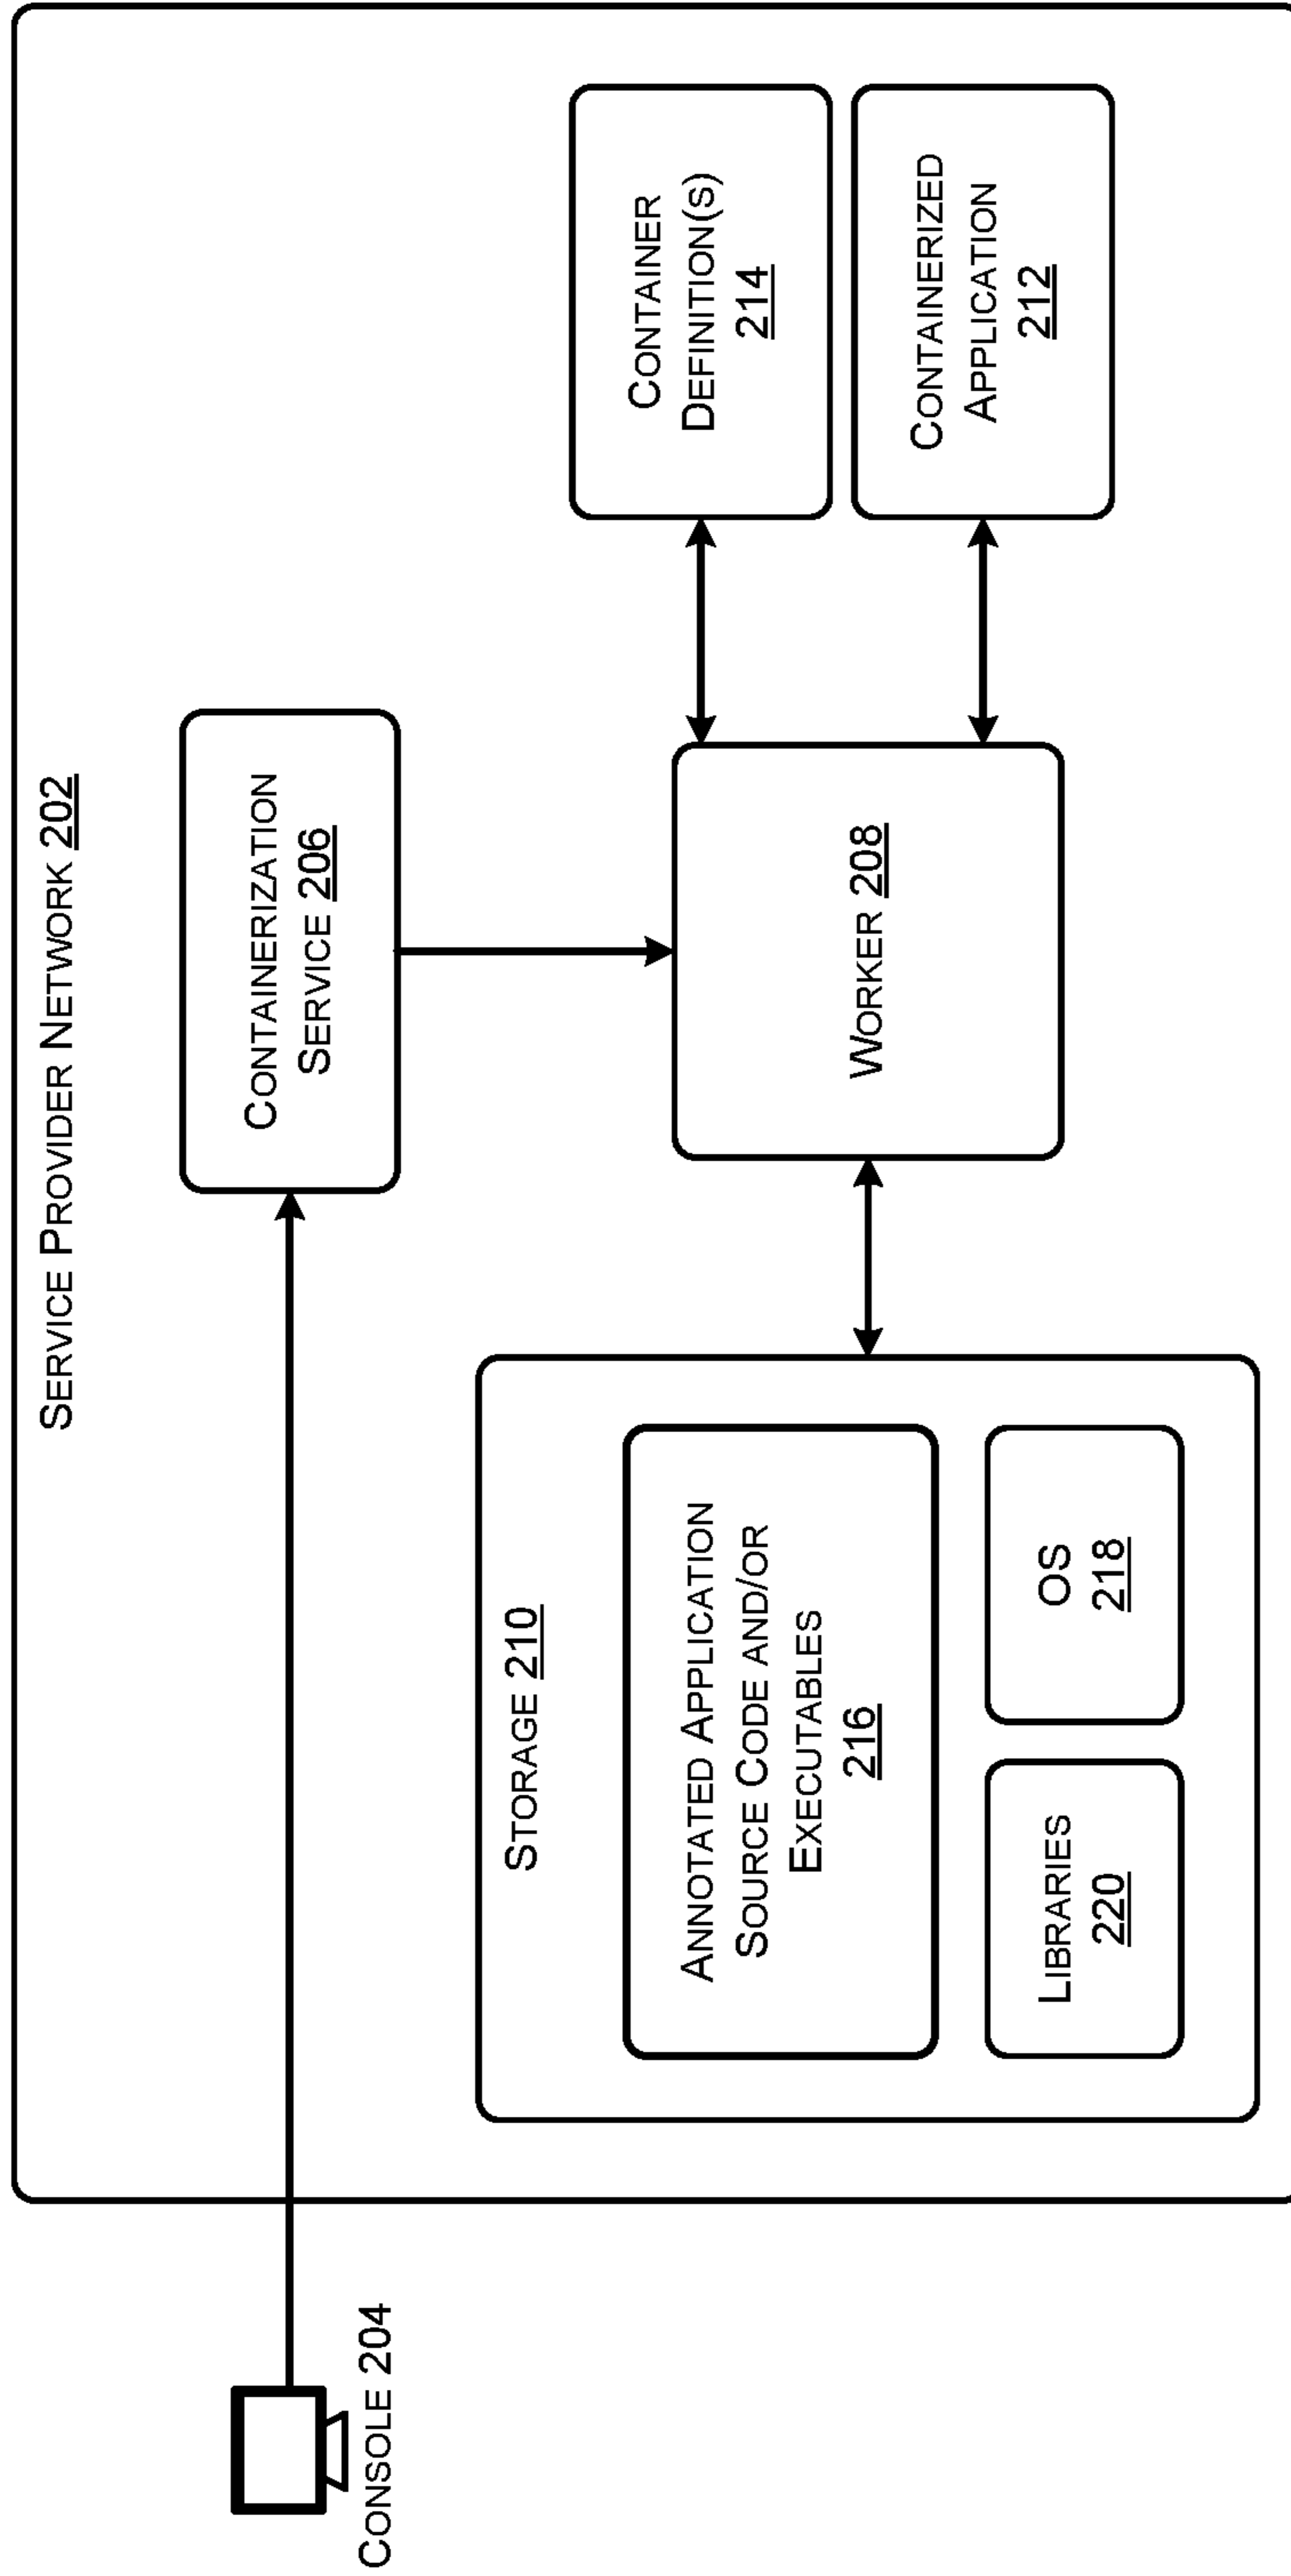 SERVICE PROVIDER NETWORK 202
CONSOLE 204
CONTAINERIZATION
SERVICE 206
STORAGE 210
ANNOTATED APPLICATION
SOURCE CODE AND/OR
EXECUTABLES
216
LIBRARIES
220
OS
218
WORKER 208
CONTAINER
DEFINITION(S)
214
CONTAINERIZED
APPLICATION
212